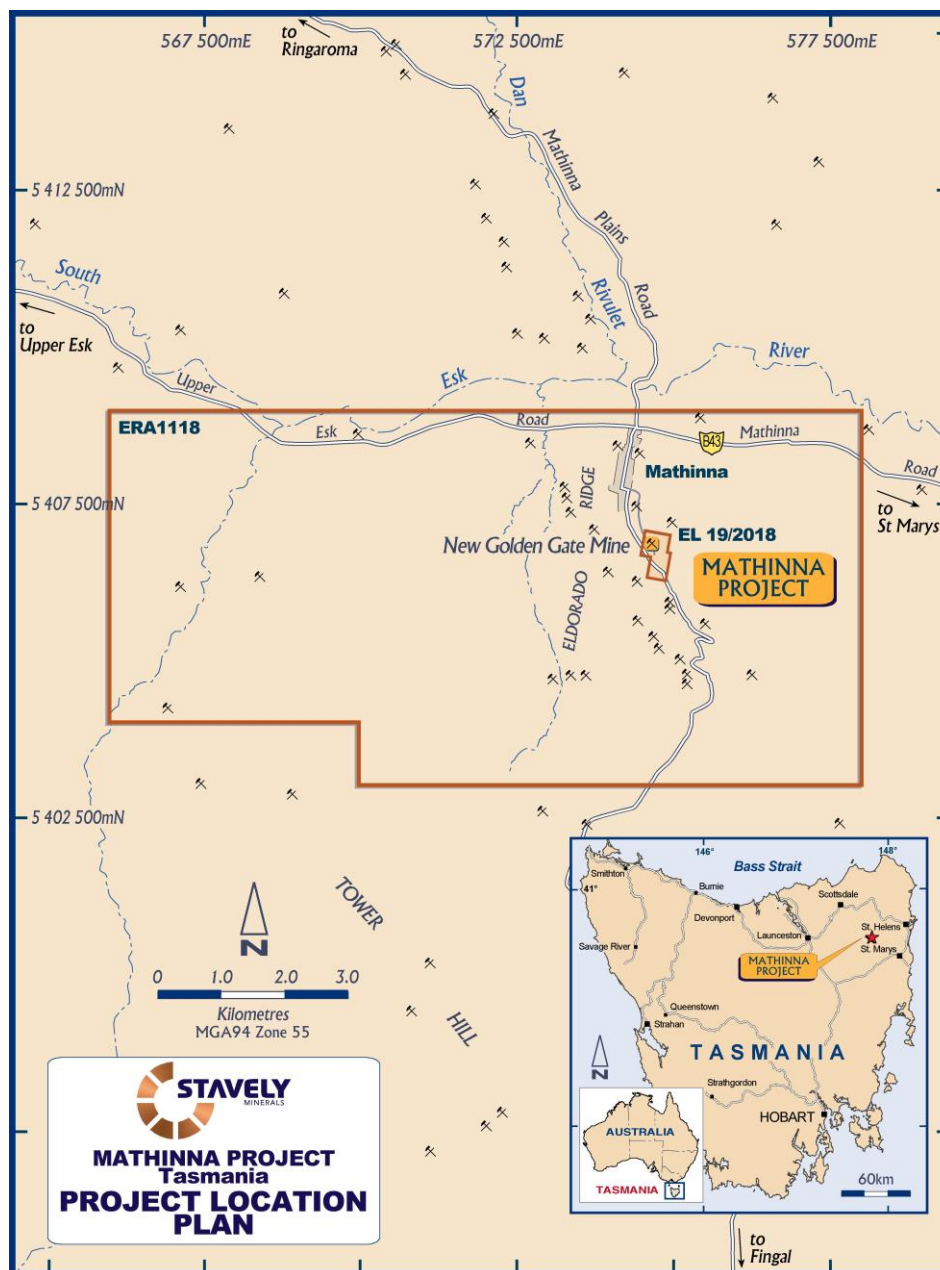 567 500mE
572 500mE
577 500mE
to
Ringarooma
Dan
Mathinna
Plains
Road
Rivulet
5 412 500mN
South
to
Upper Esk
Upper
Esk
River
ERA1118
Esk
Road
B43
Mathinna
Road
Mathinna
to
St Marys
5 407 500mN
RIDGE
ELDORADO
New Golden Gate Mine
EL 19/2018
MATHINNA
PROJECT
5 402 500mN
TOWER
HILL
N
0 1.0 2.0 3.0
Kilometres
MGA94 Zone 55
STAVELY
MINERALS
MATHINNA PROJECT
Tasmania
PROJECT LOCATION
PLAN
146°
148°
41°
Bass Strait
Smithton
Burnie
Devonport
Scottsdale
Launceston
St. Helens
St. Marys
Savage River
MATHINNA
PROJECT
Queenstown
Strahan
TASMANIA
Strathgordon
HOBART
N
AUSTRALIA
TASMANIA
60km
to
Fingal